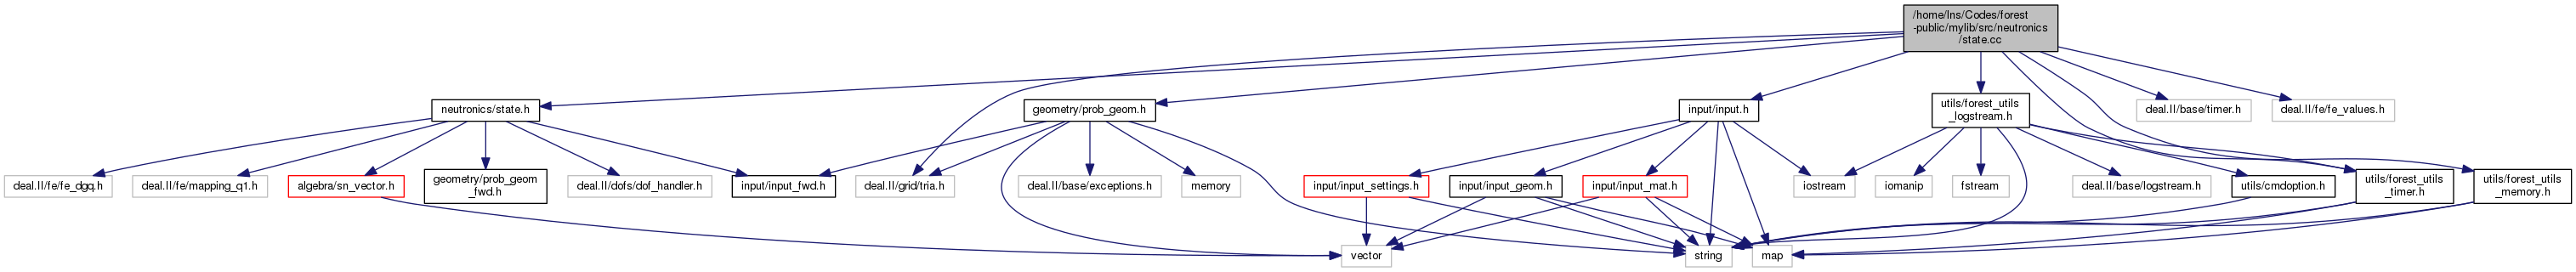 /home/lns/Codes/forest
-public/mylib/src/neutronics
/state.cc
neutronics/state.h
geometry/prob_geom.h
input/input.h
utils/forest_utils
_logstream.h
deal.II/base/timer.h
deal.II/fe/fe_values.h
deal.II/fe/fe_dgq.h
deal.II/fe/mapping_q1.h
algebra/sn_vector.h
geometry/prob_geom
_fwd.h
deal.II/dofs/dof_handler.h
input/input_fwd.h
deal.II/grid/tria.h
deal.II/base/exceptions.h
memory
input/input_settings.h
input/input_geom.h
input/input_mat.h
iostream
iomanip
fstream
deal.II/base/logstream.h
utils/cmdoption.h
utils/forest_utils
_timer.h
utils/forest_utils
_memory.h
vector
string
map